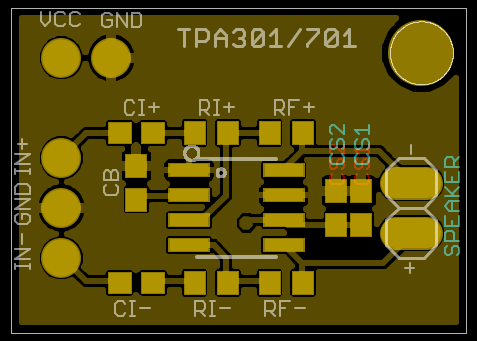 VCC GND
TPA301/701
CI+ RI+ RF+
IN+
GND
IN-
CB
CS2
CS1
-
SPEAKER
+
CI- RI- RF-